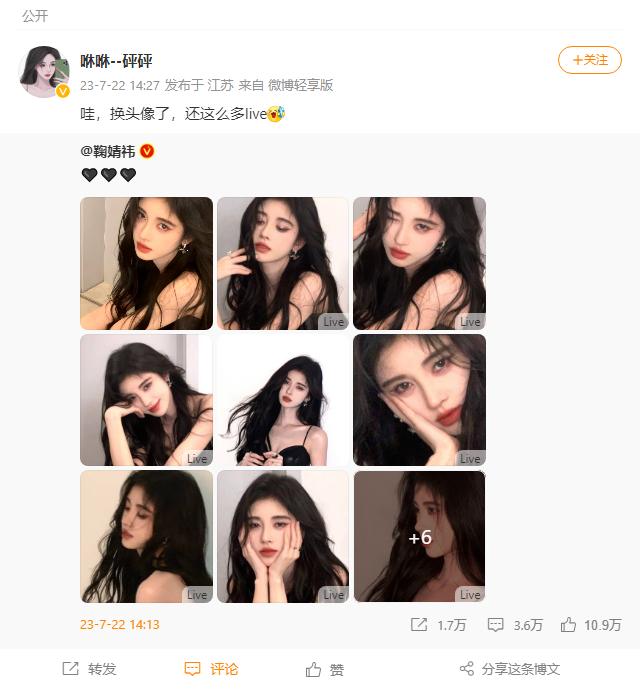 公开
咻咻--砰砰
+关注
23-7-22 14:27 发布于 江苏 来自 微博轻享版
哇，换头像了，还这么多live😭
@鞠婧祎
🖤🖤🖤
Live
Live
Live
Live
Live
Live
+6
Live
23-7-22 14:13
1.7万
3.6万
10.9万
转发
评论
赞
分享这条博文